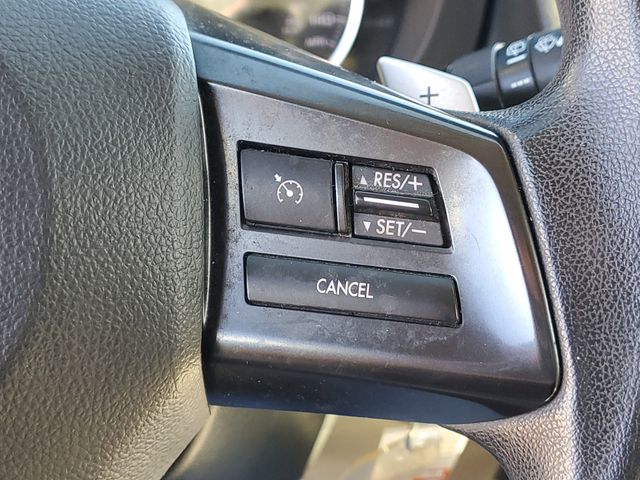 +
▲ RES/+
▼ SET/−
CANCEL